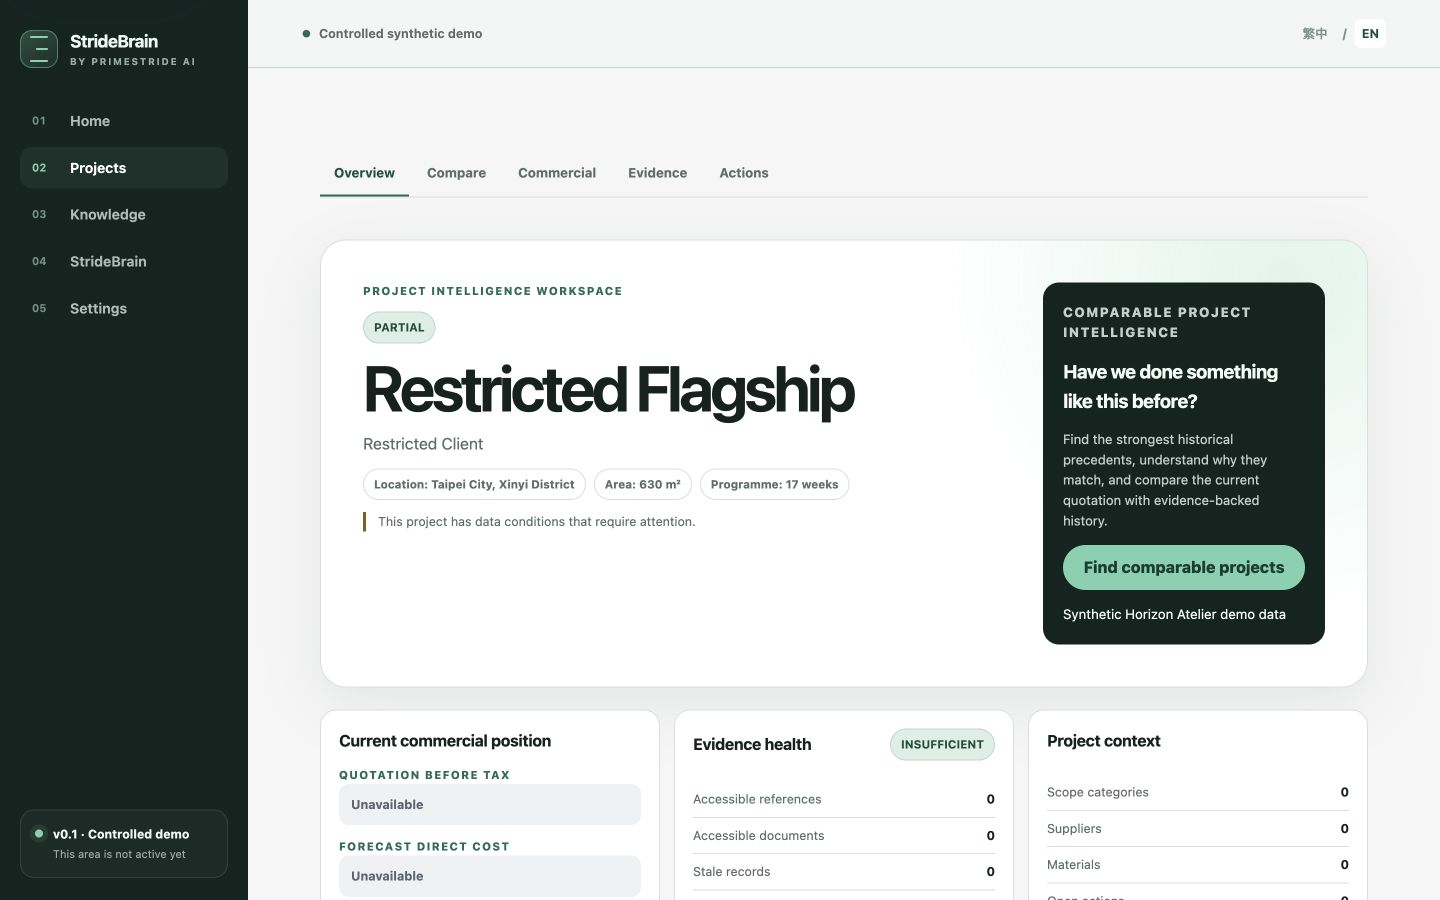 StrideBrain
BY PRIMESTRIDE AI
01 Home
02 Projects
03 Knowledge
04 StrideBrain
05 Settings
v0.1 · Controlled demo
This area is not active yet
Controlled synthetic demo
繁中 / EN
Overview Compare Commercial Evidence Actions
PROJECT INTELLIGENCE WORKSPACE
PARTIAL
Restricted Flagship
Restricted Client
Location: Taipei City, Xinyi District
Area: 630 m²
Programme: 17 weeks
This project has data conditions that require attention.
COMPARABLE PROJECT
INTELLIGENCE
Have we done something
like this before?
Find the strongest historical
precedents, understand why they
match, and compare the current
quotation with evidence-backed
history.
Find comparable projects
Synthetic Horizon Atelier demo data
Current commercial position
QUOTATION BEFORE TAX
Unavailable
FORECAST DIRECT COST
Unavailable
Evidence health
INSUFFICIENT
Accessible references 0
Accessible documents 0
Stale records 0
Project context
Scope categories 0
Suppliers 0
Materials 0